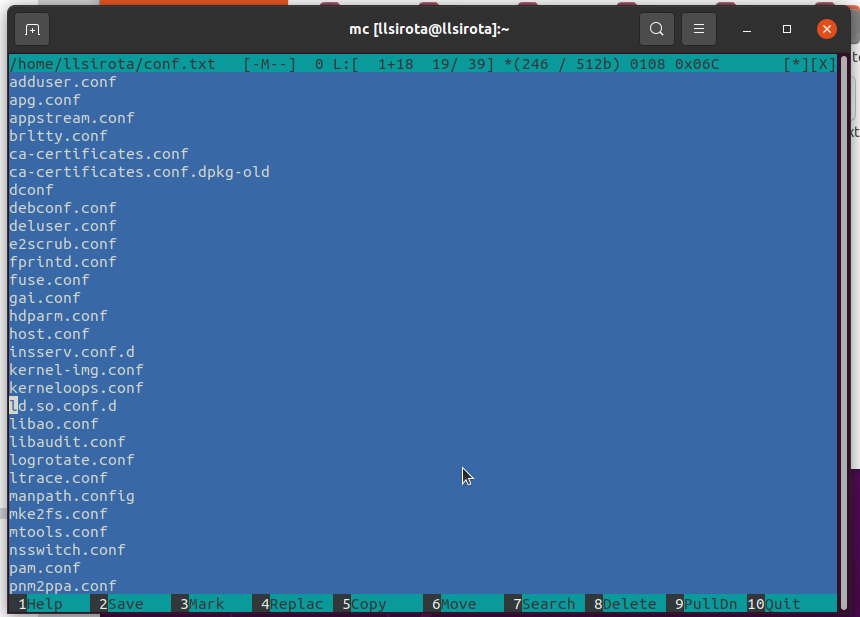 mc [llsirota@llsirota]:~
/home/llsirota/conf.txt [-M--] 0 L:[ 1+18 19/ 39] *(246 / 512b) 0108 0x06C [*][X]
adduser.conf
apg.conf
appstream.conf
brltty.conf
ca-certificates.conf
ca-certificates.conf.dpkg-old
dconf
debconf.conf
deluser.conf
e2scrub.conf
fprintd.conf
fuse.conf
gai.conf
hdparm.conf
host.conf
insserv.conf.d
kernel-img.conf
kerneloops.conf
ld.so.conf.d
libao.conf
libaudit.conf
logrotate.conf
ltrace.conf
manpath.config
mke2fs.conf
mtools.conf
nsswitch.conf
pam.conf
pnm2ppa.conf
1Help 2Save 3Mark 4Replac 5Copy 6Move 7Search 8Delete 9PullDn 10Quit